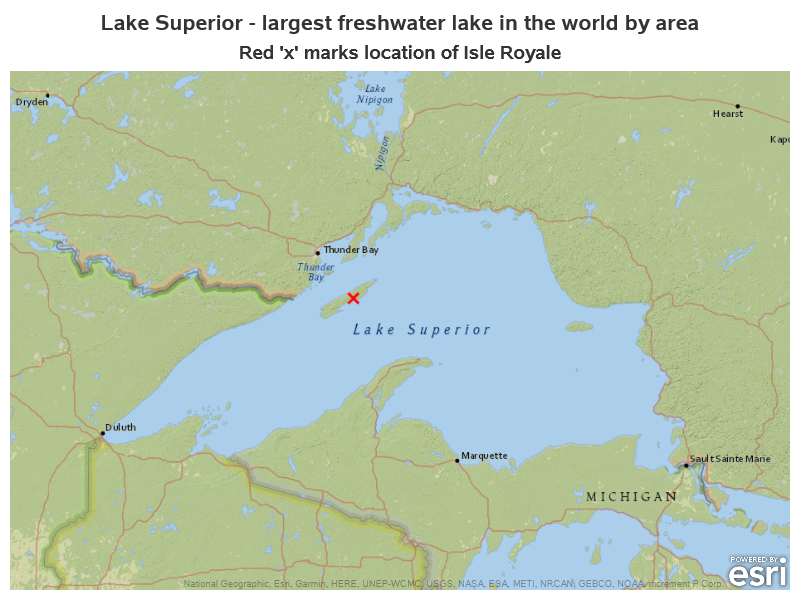 Lake Superior - largest freshwater lake in the world by area
Red 'x' marks location of Isle Royale
Lake
Nipigon
Dryden
Hearst
Kapu
Nipigon
Thunder Bay
Thunder
Bay
Lake Superior
Duluth
Marquette
Sault Sainte Marie
MICHIGAN
POWERED BY
esri
National Geographic, Esri, Garmin, HERE, UNEP-WCMC, USGS, NASA, ESA, METI, NRCAN, GEBCO, NOAA, increment P Corp.